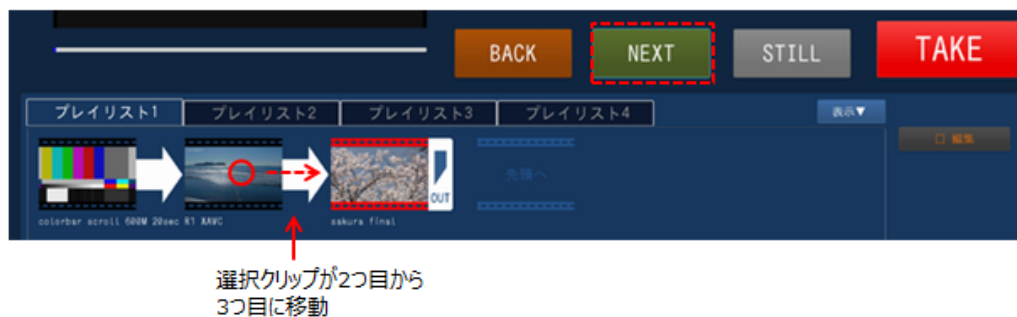 BACK
NEXT
STILL
TAKE
プレイリスト1
プレイリスト2
プレイリスト3
プレイリスト4
表示▼
編集
先頭へ
OUT
colorbar scroll 600M 20sec R1 XAVC
sakura final
選択クリップが2つ目から
3つ目に移動